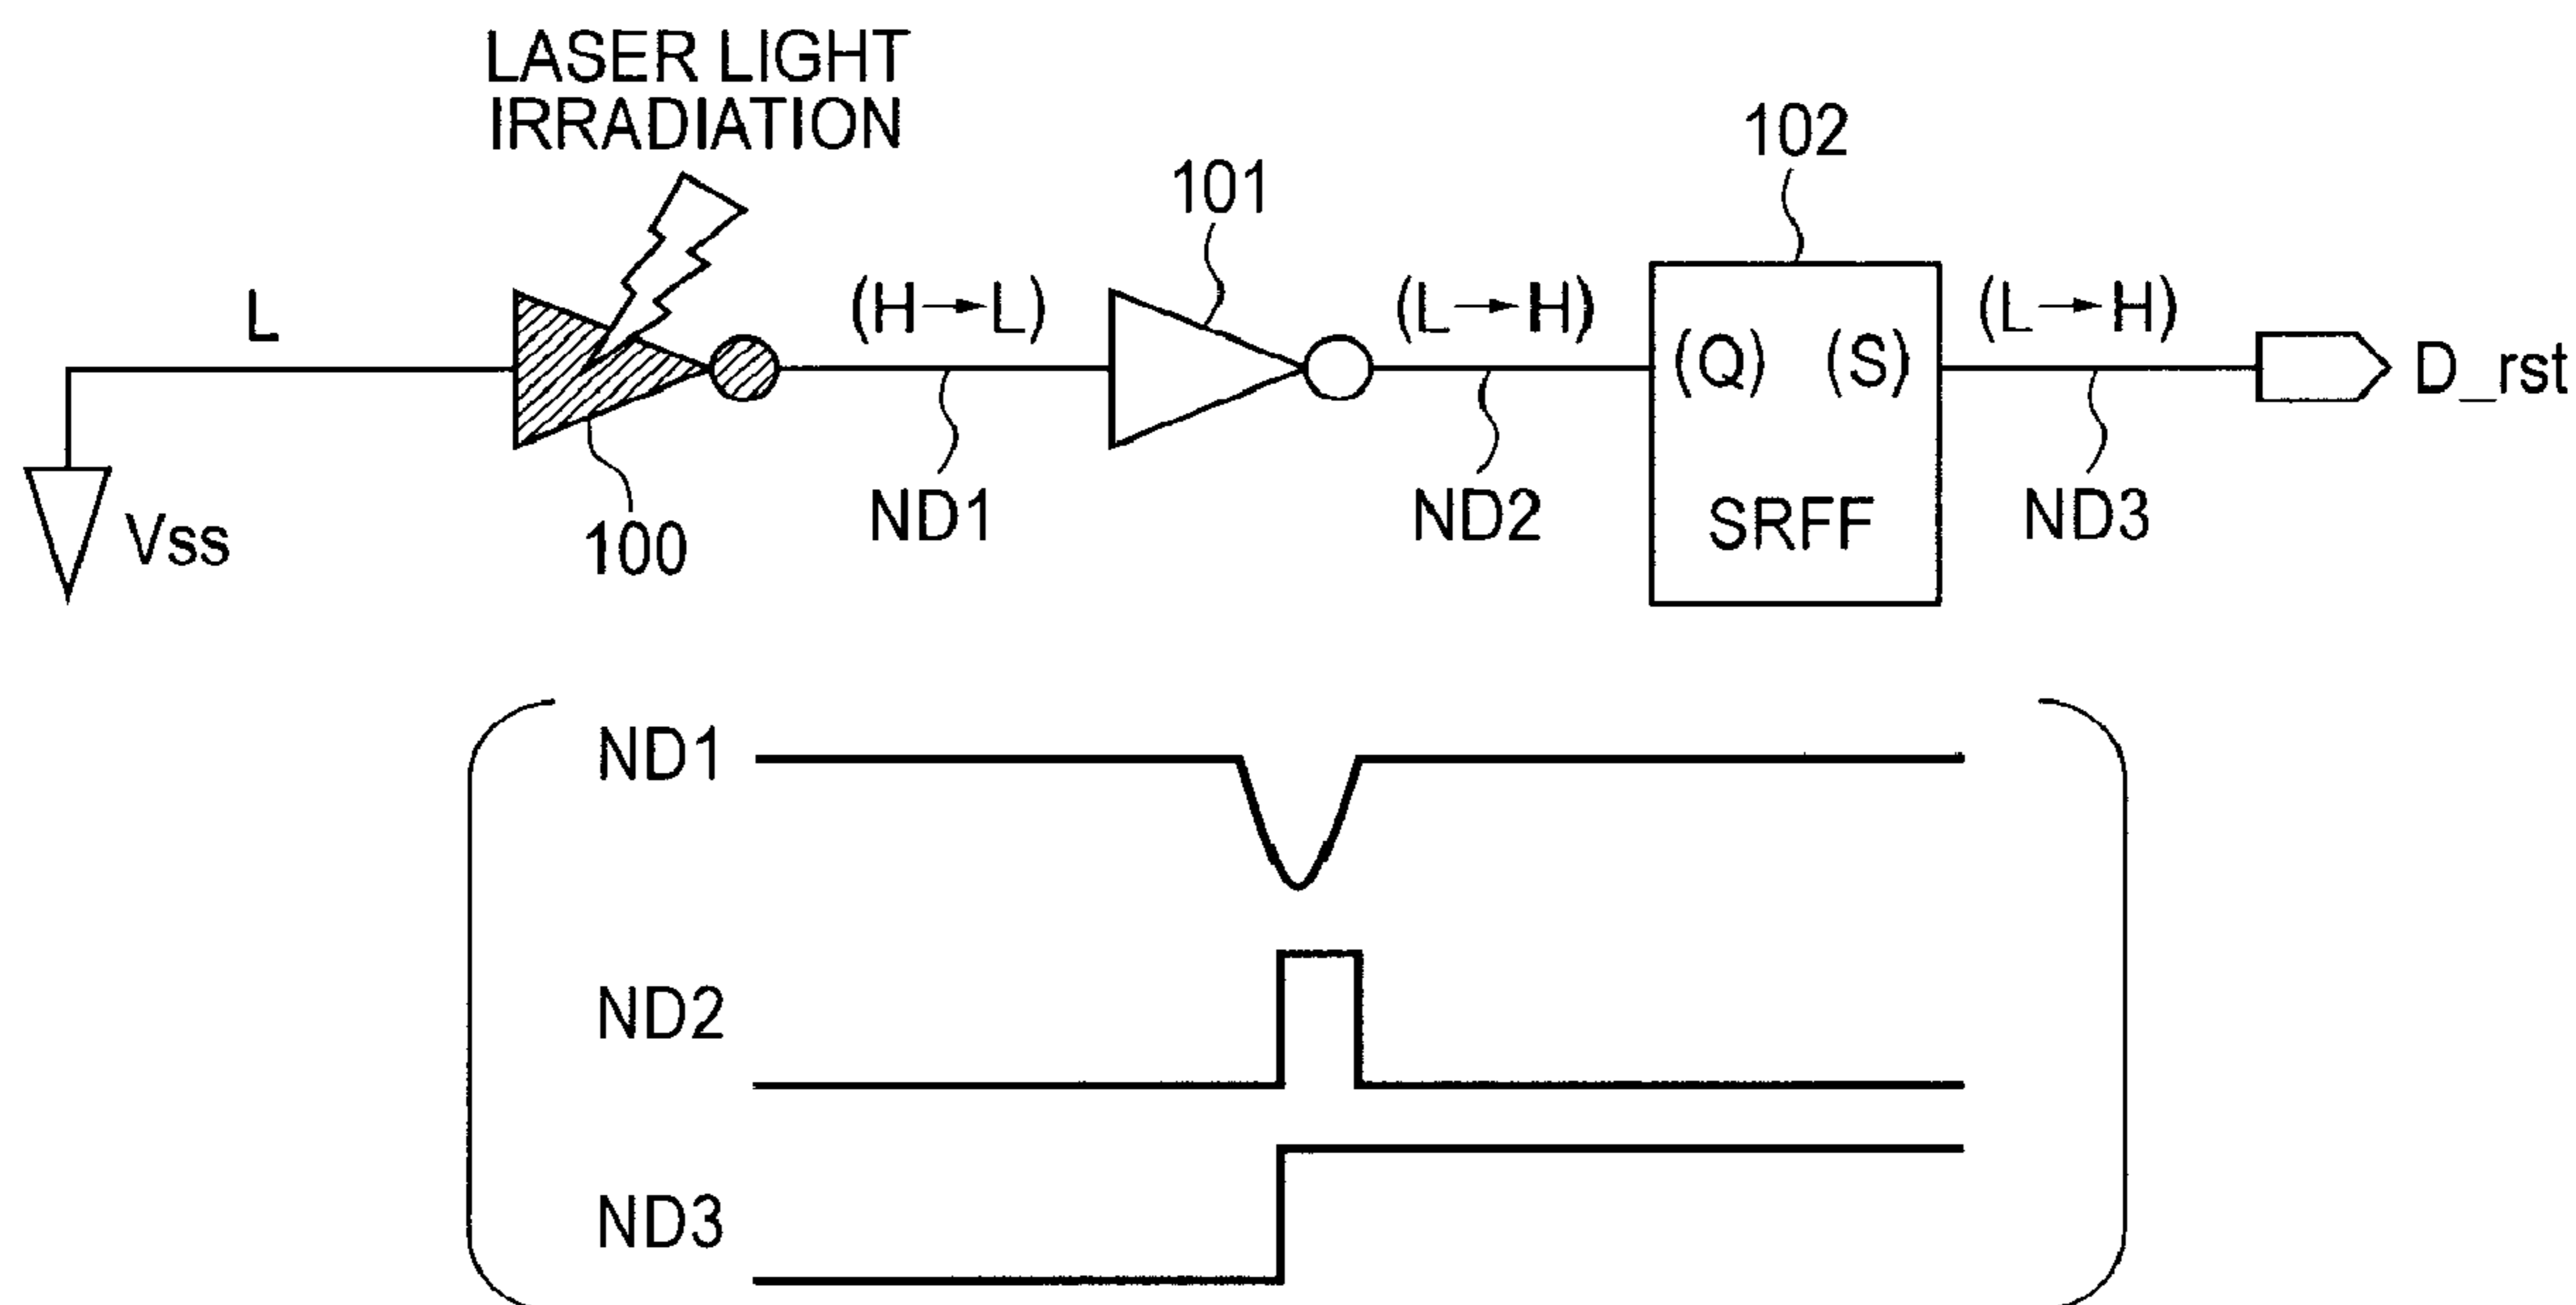 LASER LIGHT
IRRADIATION
102
101
L
(H→L)
(L→H)
(L→H)
(Q)
(S)
D_rst
Vss
100
ND1
ND2
SRFF
ND3
ND1
ND2
ND3